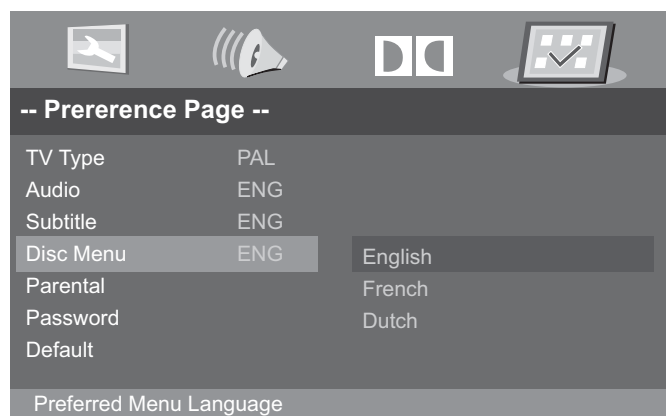 -- Prererence Page --
TV Type PAL
Audio ENG
Subtitle ENG
Disc Menu ENG English
Parental French
Password Dutch
Default
Preferred Menu Language